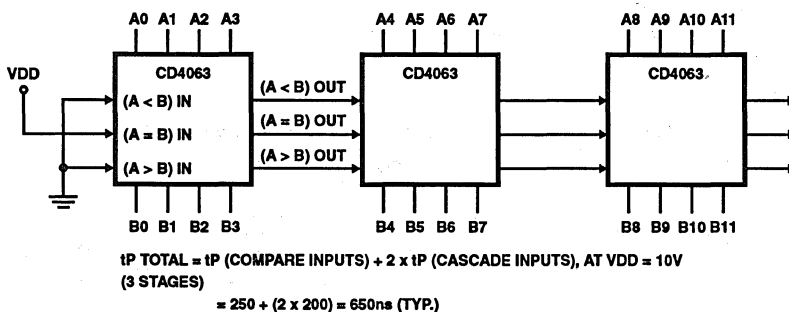 A0 A1 A2 A3 A4 A5 A6 A7 A8 A9 A10 A11
VDD
CD4063 CD4063 CD4063
(A < B) IN (A < B) OUT
(A = B) IN (A = B) OUT
(A > B) IN (A > B) OUT
B0 B1 B2 B3 B4 B5 B6 B7 B8 B9 B10 B11
tP TOTAL = tP (COMPARE INPUTS) + 2 x tP (CASCADE INPUTS), AT VDD = 10V
(3 STAGES)
= 250 + (2 x 200) = 650ns (TYP.)